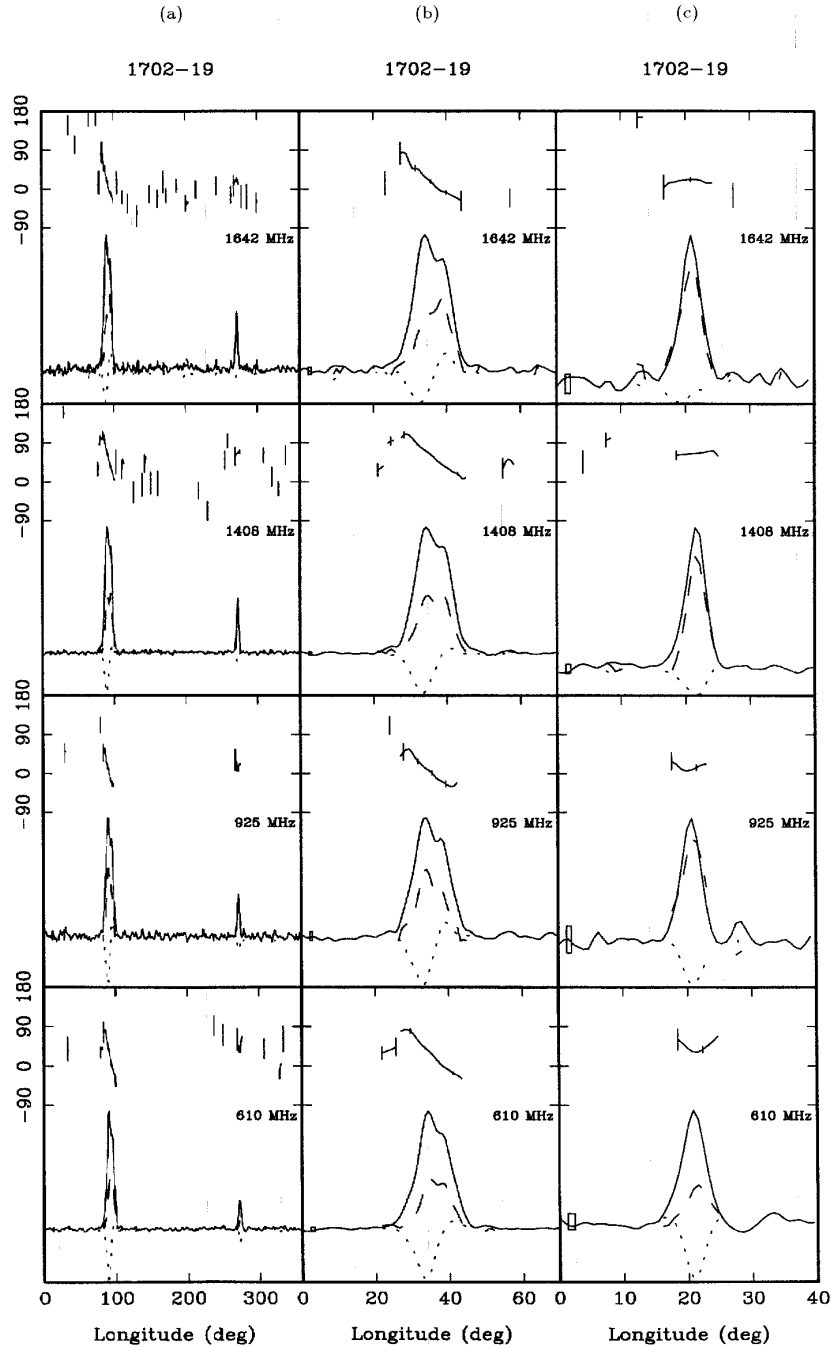 (a) (b) (c)
1702−19 1702−19 1702−19
180
90
0
−90
1642 MHz 1642 MHz 1642 MHz
180
90
0
−90
1408 MHz 1408 MHz 1408 MHz
180
90
0
−90
925 MHz 925 MHz 925 MHz
180
90
0
−90
610 MHz 610 MHz 610 MHz
0 100 200 300 0 20 40 60 0 10 20 30 40
Longitude (deg) Longitude (deg) Longitude (deg)